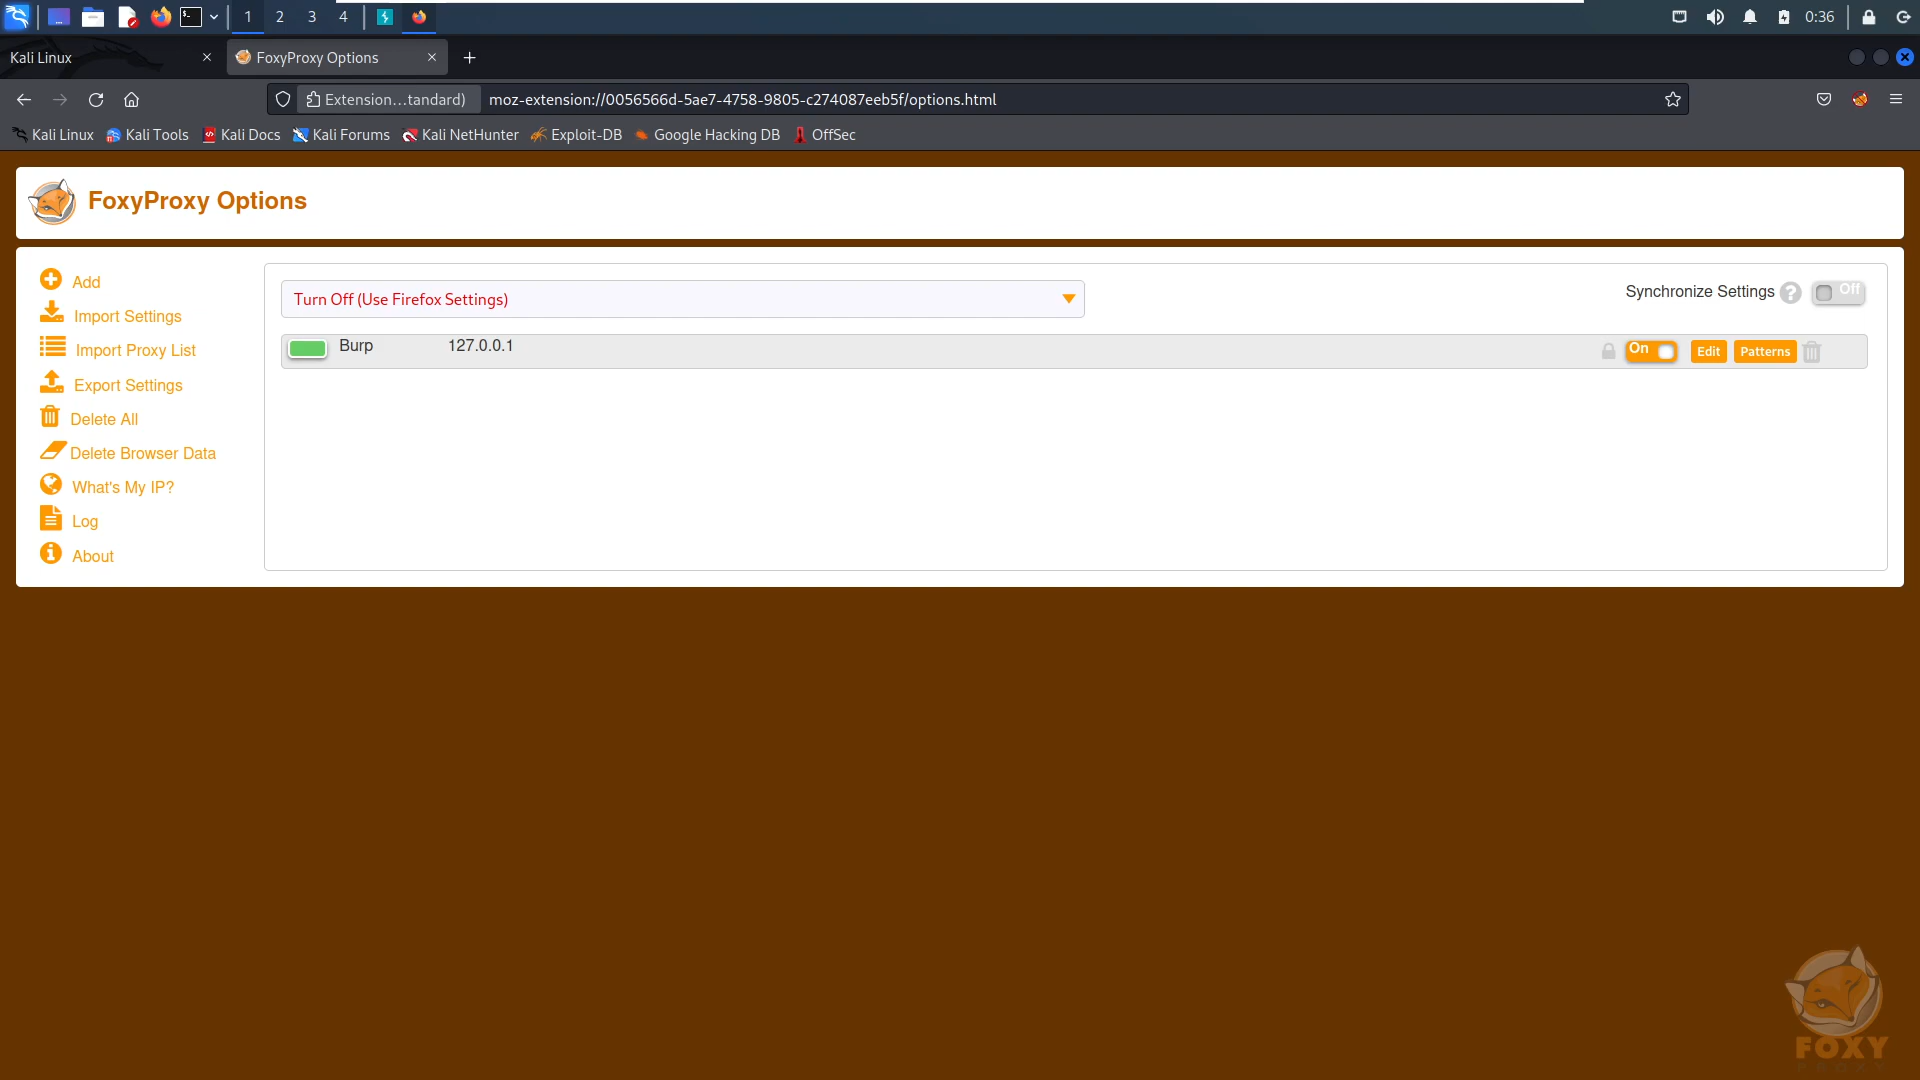 1 2 3 4 0:36
Kali Linux
FoxyProxy Options
Extension...tandard) moz-extension://0056566d-5ae7-4758-9805-c274087eeb5f/options.html
Kali Linux Kali Tools Kali Docs Kali Forums Kali NetHunter Exploit-DB Google Hacking DB OffSec
FoxyProxy Options
Add
Import Settings
Import Proxy List
Export Settings
Delete All
Delete Browser Data
What's My IP?
Log
About
Turn Off (Use Firefox Settings)
Synchronize Settings ? Off
Burp 127.0.0.1 On Edit Patterns
FOXY
PROXY